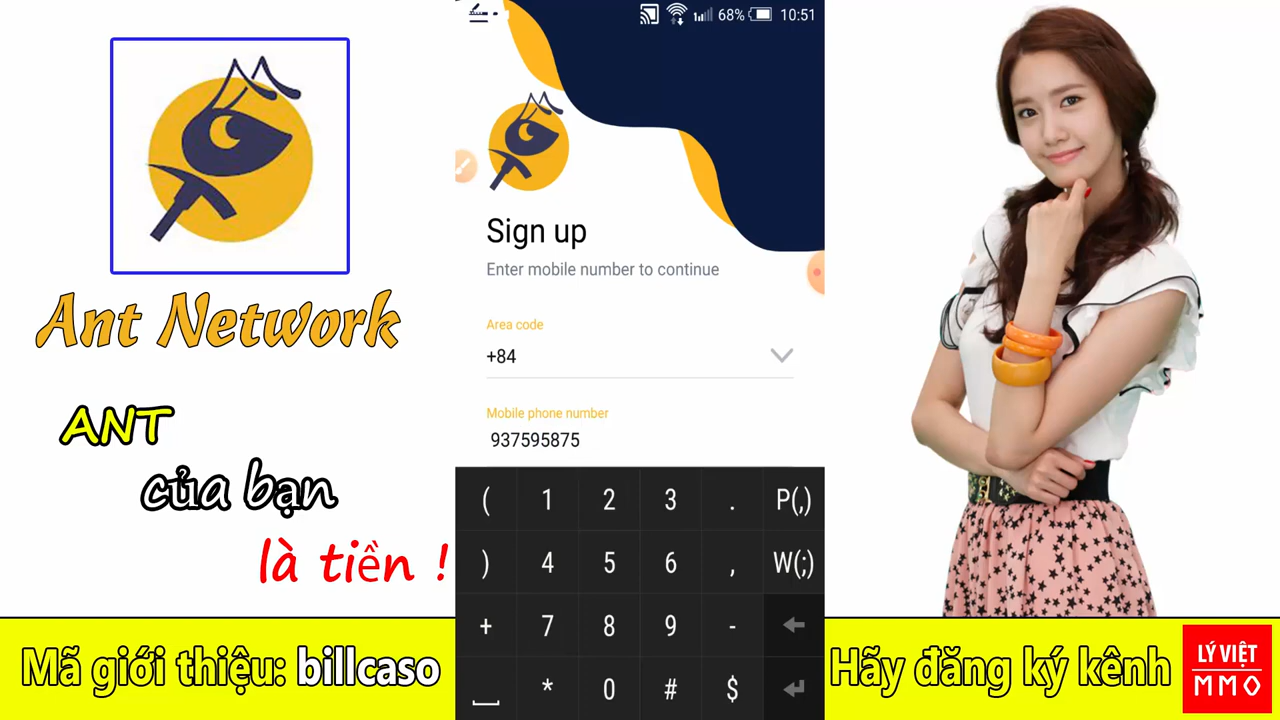 Ant Network
ANT
của bạn
là tiền !
68% 10:51
Sign up
Enter mobile number to continue
Area code
+84
Mobile phone number
937595875
( 1 2 3 . P(,)
) 4 5 6 , W(;)
+ 7 8 9 -
* 0 # $
Mã giới thiệu: billcaso
Hãy đăng ký kênh
LÝ VIỆT
MMO